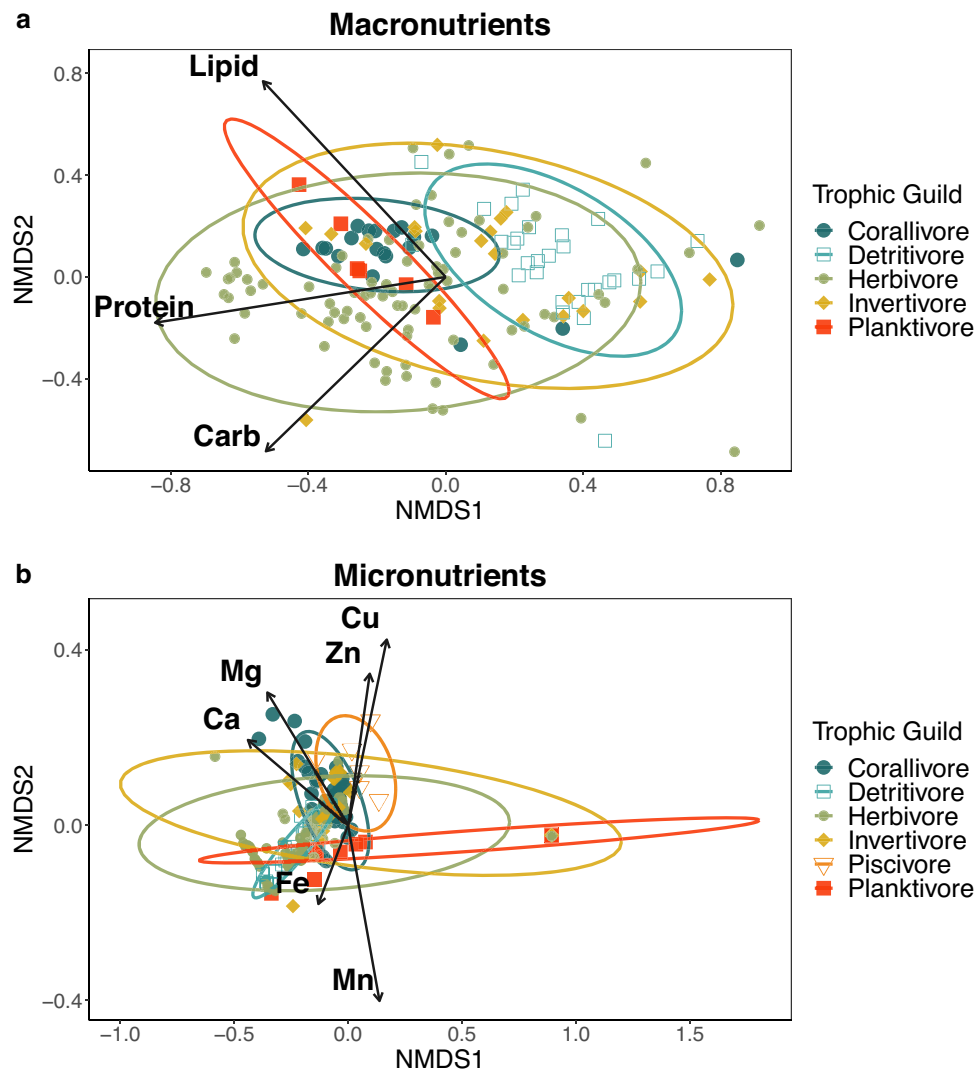 a
Macronutrients
Lipid
Protein
Carb
0.8
0.4
0.0
−0.4
NMDS2
−0.8
−0.4
0.0
0.4
0.8
NMDS1
Trophic Guild
Corallivore
Detritivore
Herbivore
Invertivore
Planktivore
b
Micronutrients
Cu
Zn
Mg
Ca
Fe
Mn
0.4
0.0
−0.4
NMDS2
−1.0
−0.5
0.0
0.5
1.0
1.5
NMDS1
Trophic Guild
Corallivore
Detritivore
Herbivore
Invertivore
Piscivore
Planktivore